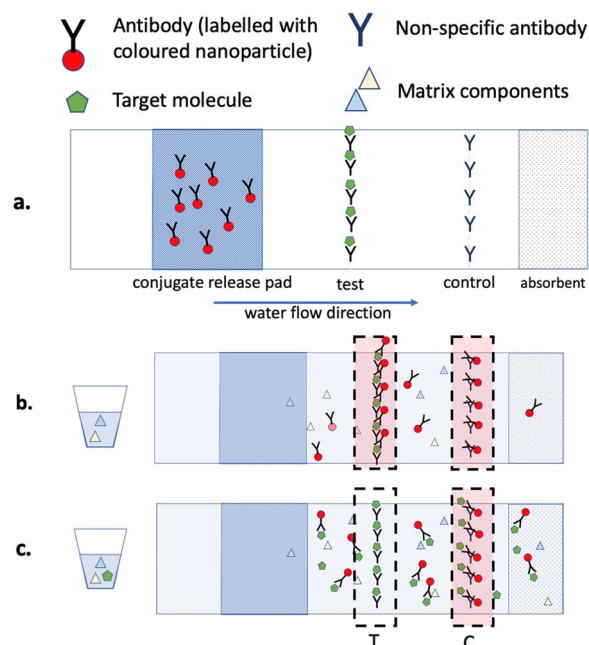 Antibody (labelled with
coloured nanoparticle)
Non-specific antibody
Target molecule
Matrix components
a.
conjugate release pad
test
control
absorbent
water flow direction
b.
c.
T
C